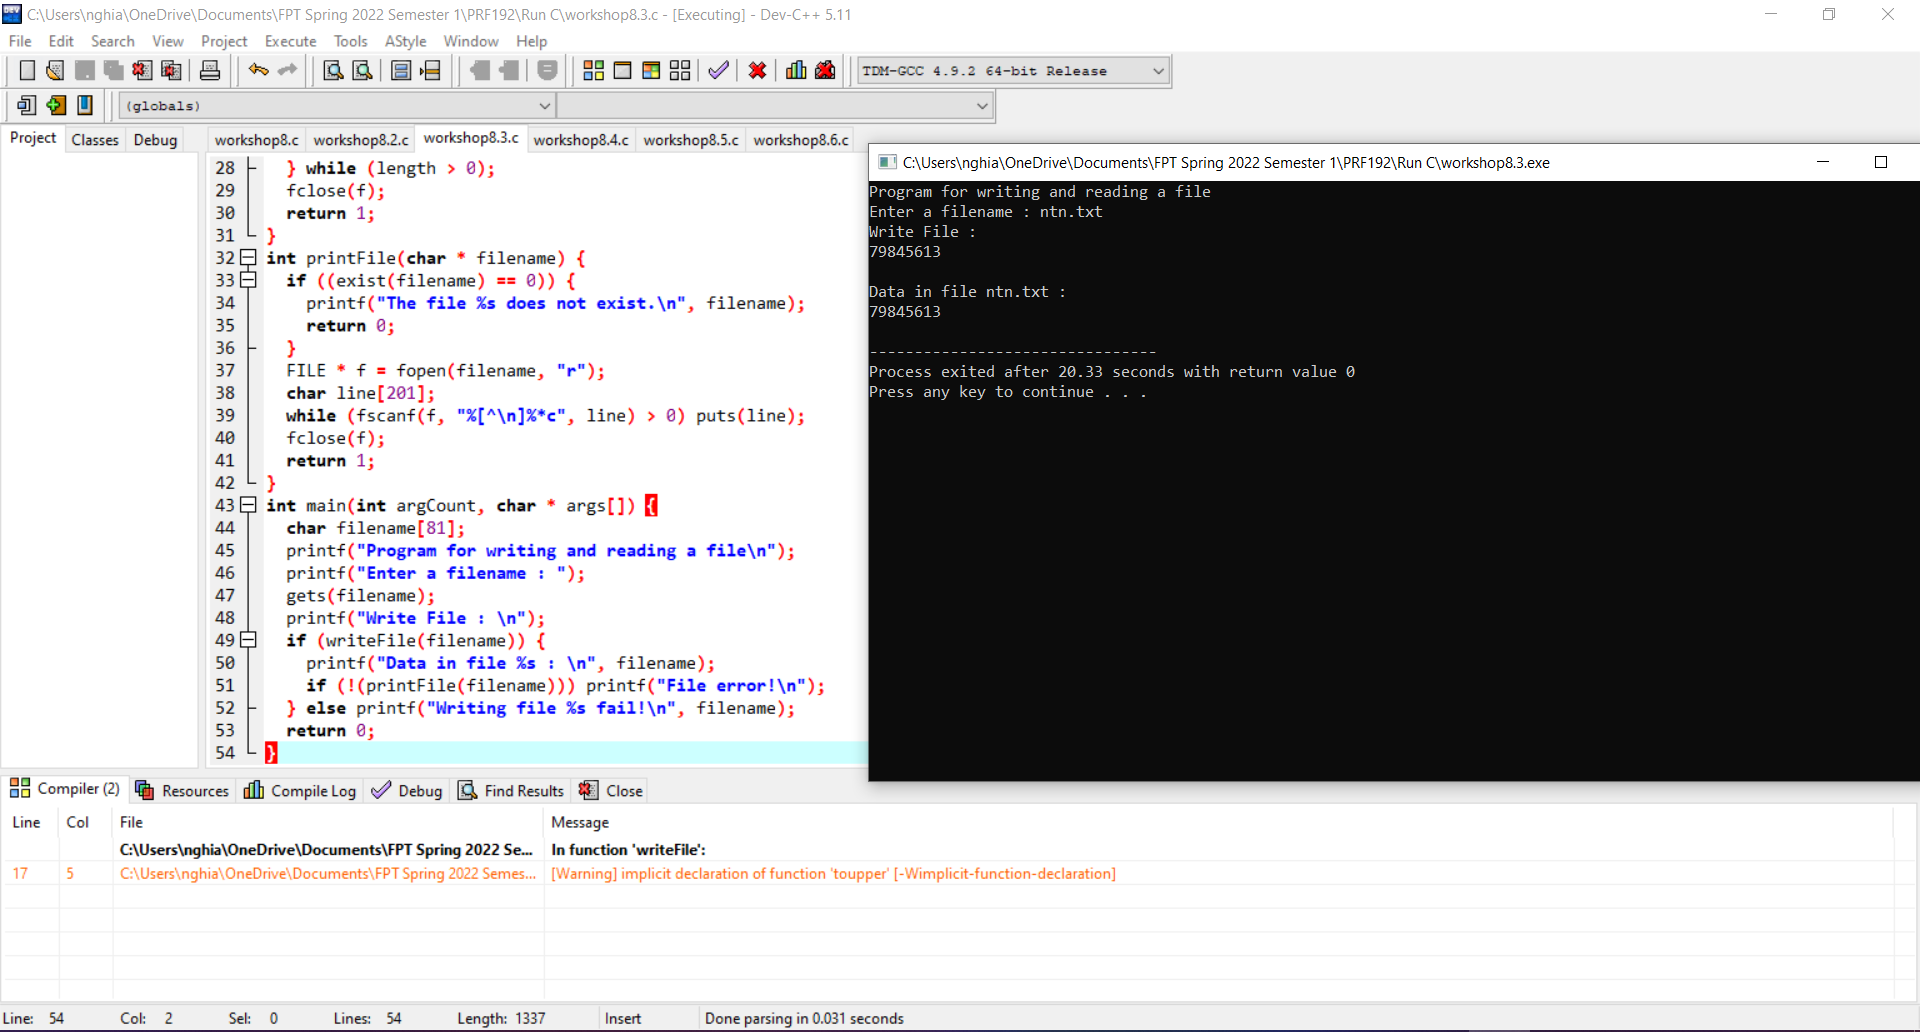 C:\Users\nghia\OneDrive\Documents\FPT Spring 2022 Semester 1\PRF192\Run C\workshop8.3.c - [Executing] - Dev-C++ 5.11
File Edit Search View Project Execute Tools AStyle Window Help
TDM-GCC 4.9.2 64-bit Release
(globals)
Project Classes Debug
workshop8.c workshop8.2.c workshop8.3.c workshop8.4.c workshop8.5.c workshop8.6.c
28 } while (length > 0);
29 fclose(f);
30 return 1;
31 }
32 int printFile(char * filename) {
33 if ((exist(filename) == 0)) {
34 printf("The file %s does not exist.\n", filename);
35 return 0;
36 }
37 FILE * f = fopen(filename, "r");
38 char line[201];
39 while (fscanf(f, "%[^\n]%*c", line) > 0) puts(line);
40 fclose(f);
41 return 1;
42 }
43 int main(int argCount, char * args[]) {
44 char filename[81];
45 printf("Program for writing and reading a file\n");
46 printf("Enter a filename : ");
47 gets(filename);
48 printf("Write File : \n");
49 if (writeFile(filename)) {
50 printf("Data in file %s : \n", filename);
51 if (!(printFile(filename))) printf("File error!\n");
52 } else printf("Writing file %s fail!\n", filename);
53 return 0;
54 }
C:\Users\nghia\OneDrive\Documents\FPT Spring 2022 Semester 1\PRF192\Run C\workshop8.3.exe
Program for writing and reading a file
Enter a filename : ntn.txt
Write File :
79845613
Data in file ntn.txt :
79845613
--------------------------------
Process exited after 20.33 seconds with return value 0
Press any key to continue . . .
Compiler (2) Resources Compile Log Debug Find Results Close
Line Col File Message
C:\Users\nghia\OneDrive\Documents\FPT Spring 2022 Se... In function 'writeFile':
17 5 C:\Users\nghia\OneDrive\Documents\FPT Spring 2022 Semes... [Warning] implicit declaration of function 'toupper' [-Wimplicit-function-declaration]
Line: 54 Col: 2 Sel: 0 Lines: 54 Length: 1337 Insert Done parsing in 0.031 seconds